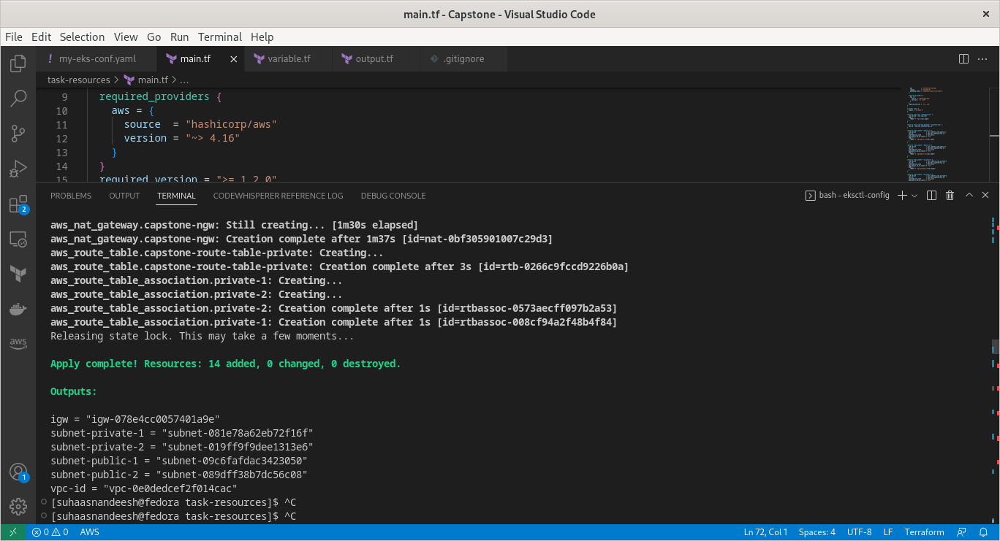 main.tf - Capstone - Visual Studio Code
File Edit Selection View Go Run Terminal Help
! my-eks-conf.yaml main.tf variable.tf output.tf .gitignore
task-resources > main.tf > ...
9 required_providers {
10 aws = {
11 source = "hashicorp/aws"
12 version = "~> 4.16"
13 }
14 }
15 required_version = ">= 1.2.0"
PROBLEMS OUTPUT TERMINAL CODEWHISPERER REFERENCE LOG DEBUG CONSOLE bash - eksctl-config
2
aws_nat_gateway.capstone-ngw: Still creating... [1m30s elapsed]
aws_nat_gateway.capstone-ngw: Creation complete after 1m37s [id=nat-0bf305901007c29d3]
aws_route_table.capstone-route-table-private: Creating...
aws_route_table.capstone-route-table-private: Creation complete after 3s [id=rtb-0266c9fccd9226b0a]
aws_route_table_association.private-1: Creating...
aws_route_table_association.private-2: Creating...
aws_route_table_association.private-2: Creation complete after 1s [id=rtbassoc-0573aecff097b2a53]
aws_route_table_association.private-1: Creation complete after 1s [id=rtbassoc-008cf94a2f48b4f84]
Releasing state lock. This may take a few moments...
aws
Apply complete! Resources: 14 added, 0 changed, 0 destroyed.
Outputs:
igw = "igw-078e4cc0057401a9e"
subnet-private-1 = "subnet-081e78a62eb72f16f"
subnet-private-2 = "subnet-019ff9f9dee1313e6"
subnet-public-1 = "subnet-09c6fafdac3423050"
subnet-public-2 = "subnet-089dff38b7dc56c08"
1
vpc-id = "vpc-0e0dedcef2f014cac"
[suhaasnandeesh@fedora task-resources]$ ^C
[suhaasnandeesh@fedora task-resources]$ ^C
0 0 AWS Ln 72, Col 1 Spaces: 4 UTF-8 LF Terraform